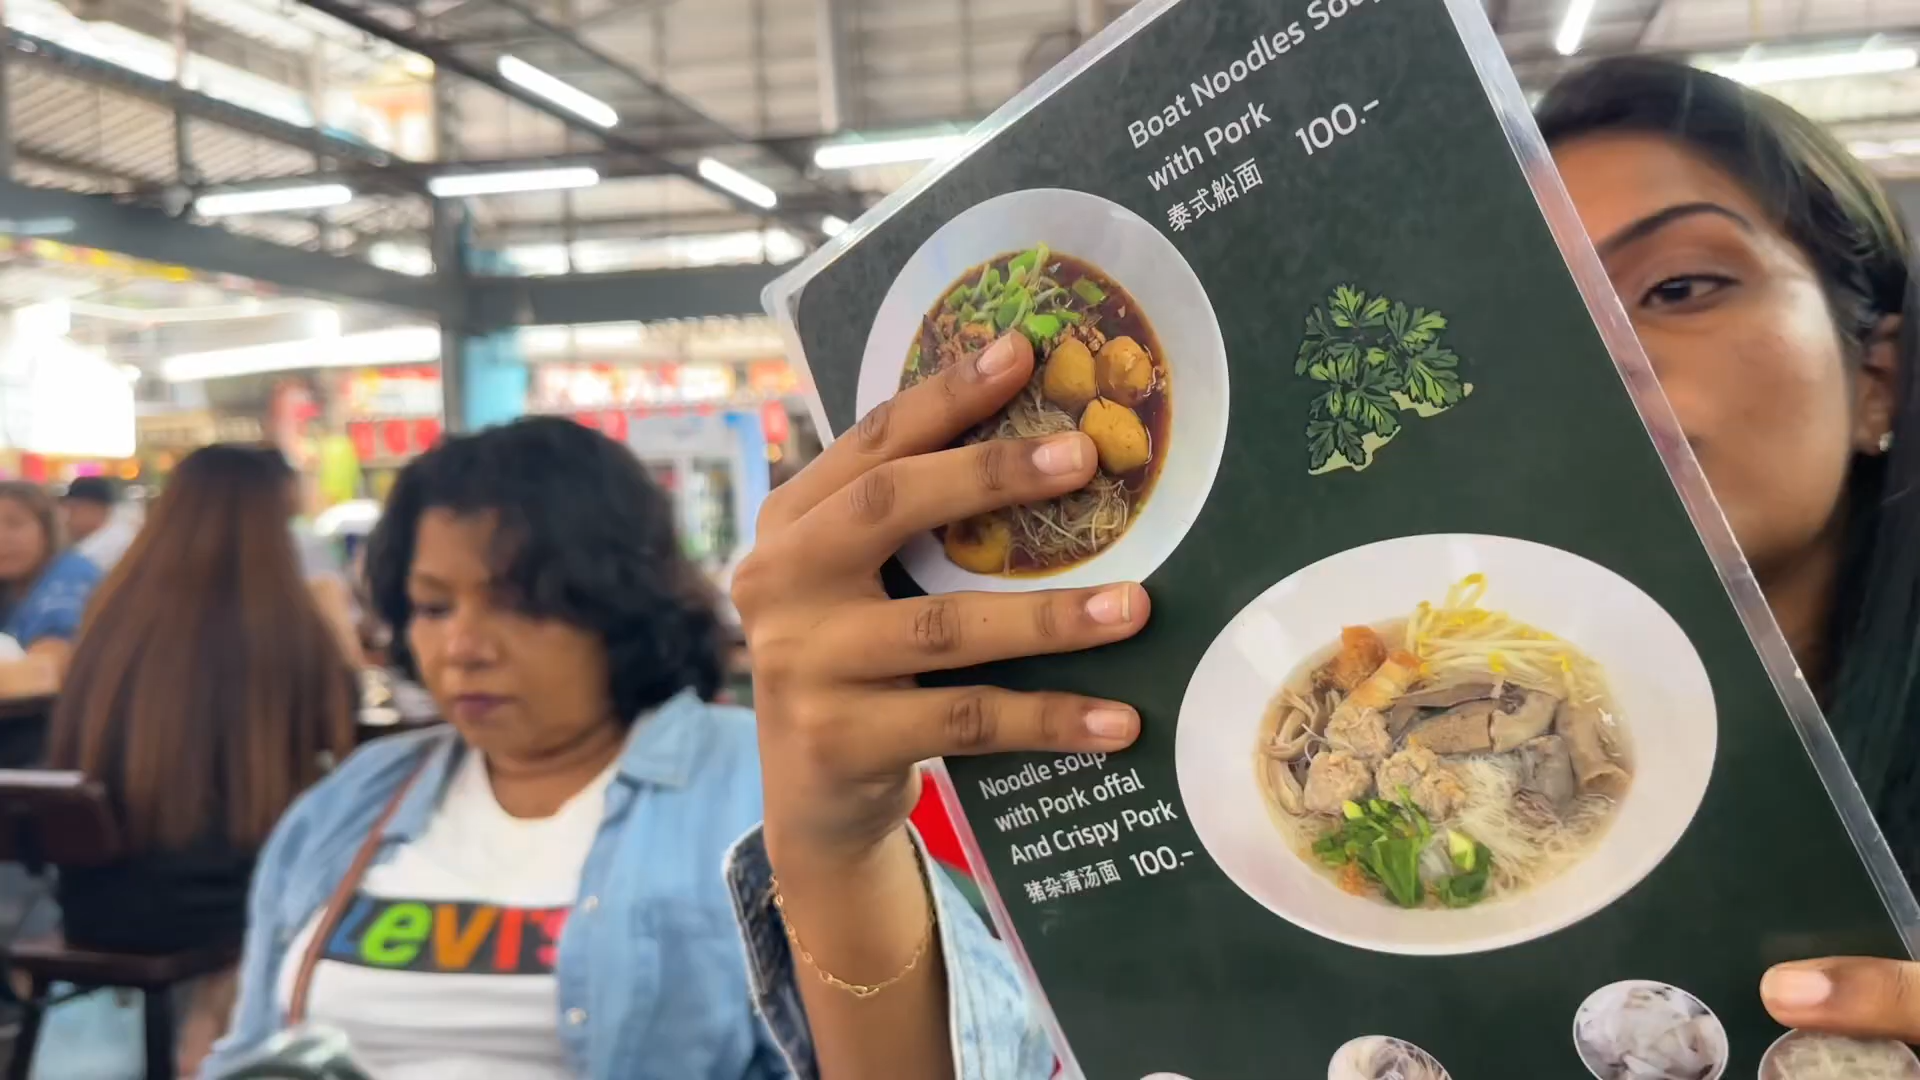 Boat Noodles Soup
with Pork
泰式船面
100.-
Noodle soup
with Pork offal
And Crispy Pork
猪杂清汤面 100.-
Levi's